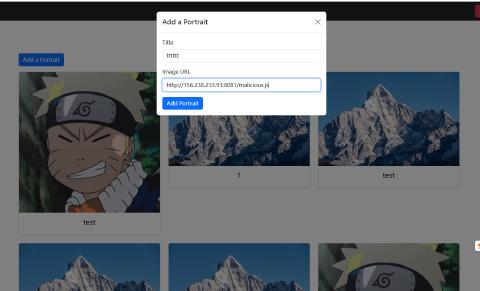 Add a Portrait
Title
tttttt
Image URL
http://156.238.233.93:8081/malicious.js
Add Portrait
Add a Portrait
1
test
test